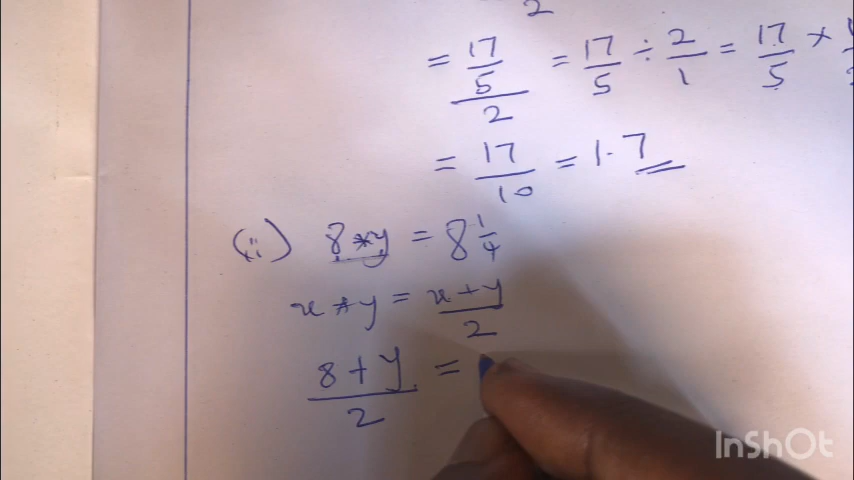 2
= 17/5 / 2 = 17/5 ÷ 2/1 = 17/5 ×
= 17/10 = 1.7
(ii) 8 * y = 8 1/4
x * y = x + y / 2
8 + y / 2 =
InShOt